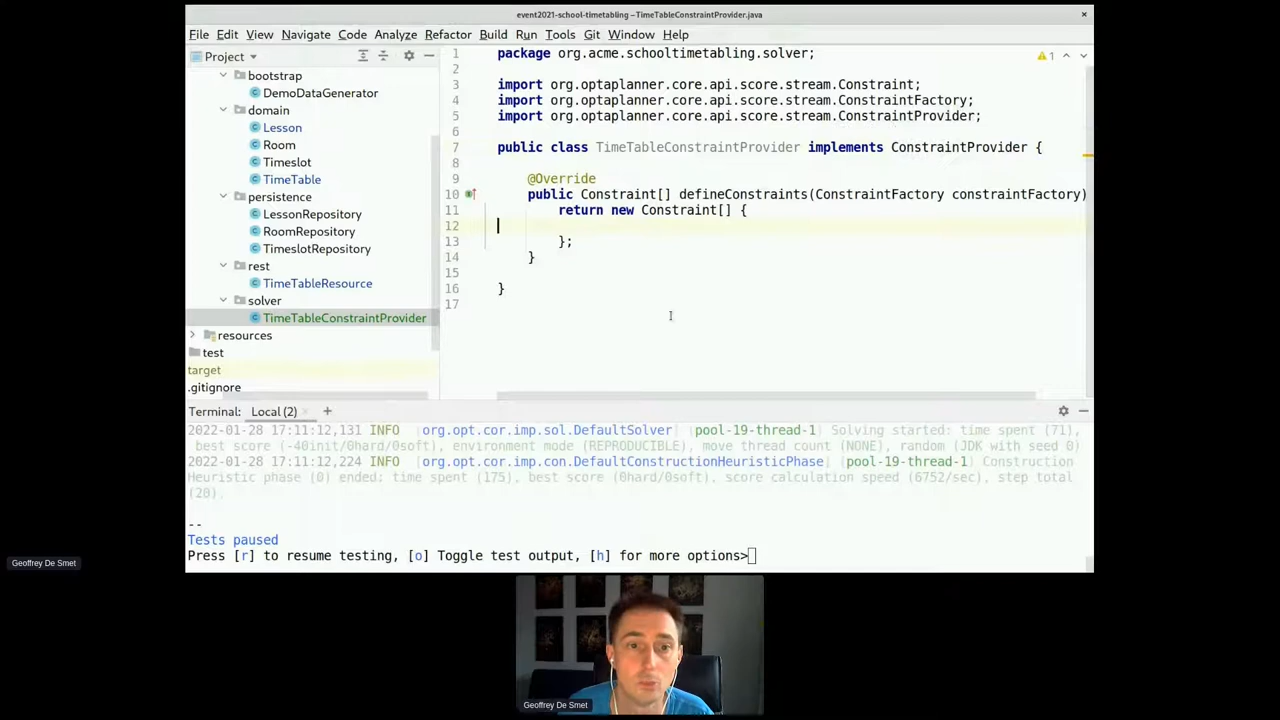 event2021-school-timetabling – TimeTableConstraintProvider.java
File Edit View Navigate Code Analyze Refactor Build Run Tools Git Window Help
Project
bootstrap
DemoDataGenerator
domain
Lesson
Room
Timeslot
TimeTable
persistence
LessonRepository
RoomRepository
TimeslotRepository
rest
TimeTableResource
solver
TimeTableConstraintProvider
resources
test
target
.gitignore
1 package org.acme.schooltimetabling.solver;
2
3 import org.optaplanner.core.api.score.stream.Constraint;
4 import org.optaplanner.core.api.score.stream.ConstraintFactory;
5 import org.optaplanner.core.api.score.stream.ConstraintProvider;
6
7 public class TimeTableConstraintProvider implements ConstraintProvider {
8
9 @Override
10 public Constraint[] defineConstraints(ConstraintFactory constraintFactory)
11 return new Constraint[] {
12
13 };
14 }
15
16 }
17
1
Terminal: Local (2) × +
2022-01-28 17:11:12,131 INFO [org.opt.cor.imp.sol.DefaultSolver] (pool-19-thread-1) Solving started: time spent (71),
best score (-40init/0hard/0soft), environment mode (REPRODUCIBLE), move thread count (NONE), random (JDK with seed 0)
2022-01-28 17:11:12,224 INFO [org.opt.cor.imp.con.DefaultConstructionHeuristicPhase] (pool-19-thread-1) Construction
Heuristic phase (0) ended: time spent (175), best score (0hard/0soft), score calculation speed (6752/sec), step total
(20).
--
Tests paused
Press [r] to resume testing, [o] Toggle test output, [h] for more options>
Geoffrey De Smet
Geoffrey De Smet